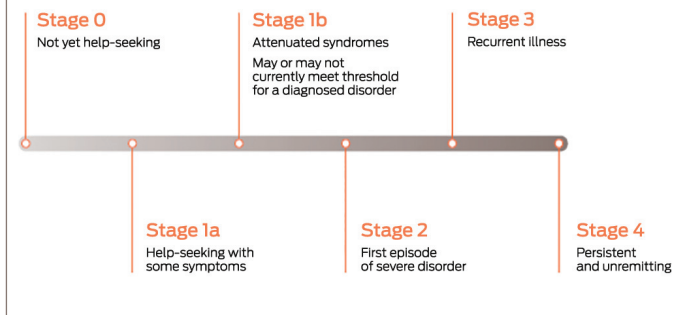 Stage 0
Not yet help-seeking
Stage 1b
Attenuated syndromes
May or may not
currently meet threshold
for a diagnosed disorder
Stage 3
Recurrent illness
Stage 1a
Help-seeking with
some symptoms
Stage 2
First episode
of severe disorder
Stage 4
Persistent
and unremitting